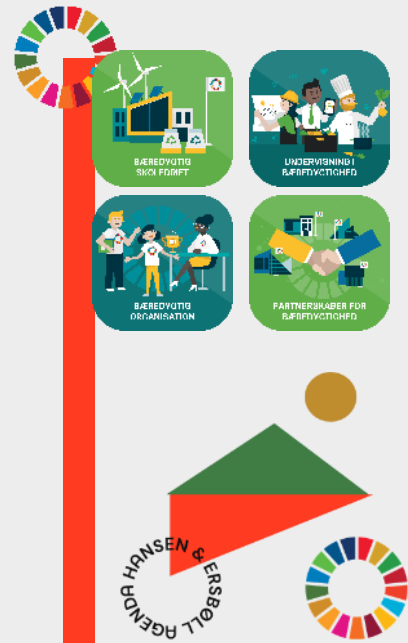 BÆREDYGTIG
SKOLEDRIFT
UNDERVISNING I
BÆREDYGTIGHED
BÆREDYGTIG
ORGANISATION
PARTNERSKABER FOR
BÆREDYGTIGHED
HANSEN & ERSBØLL AGENDA